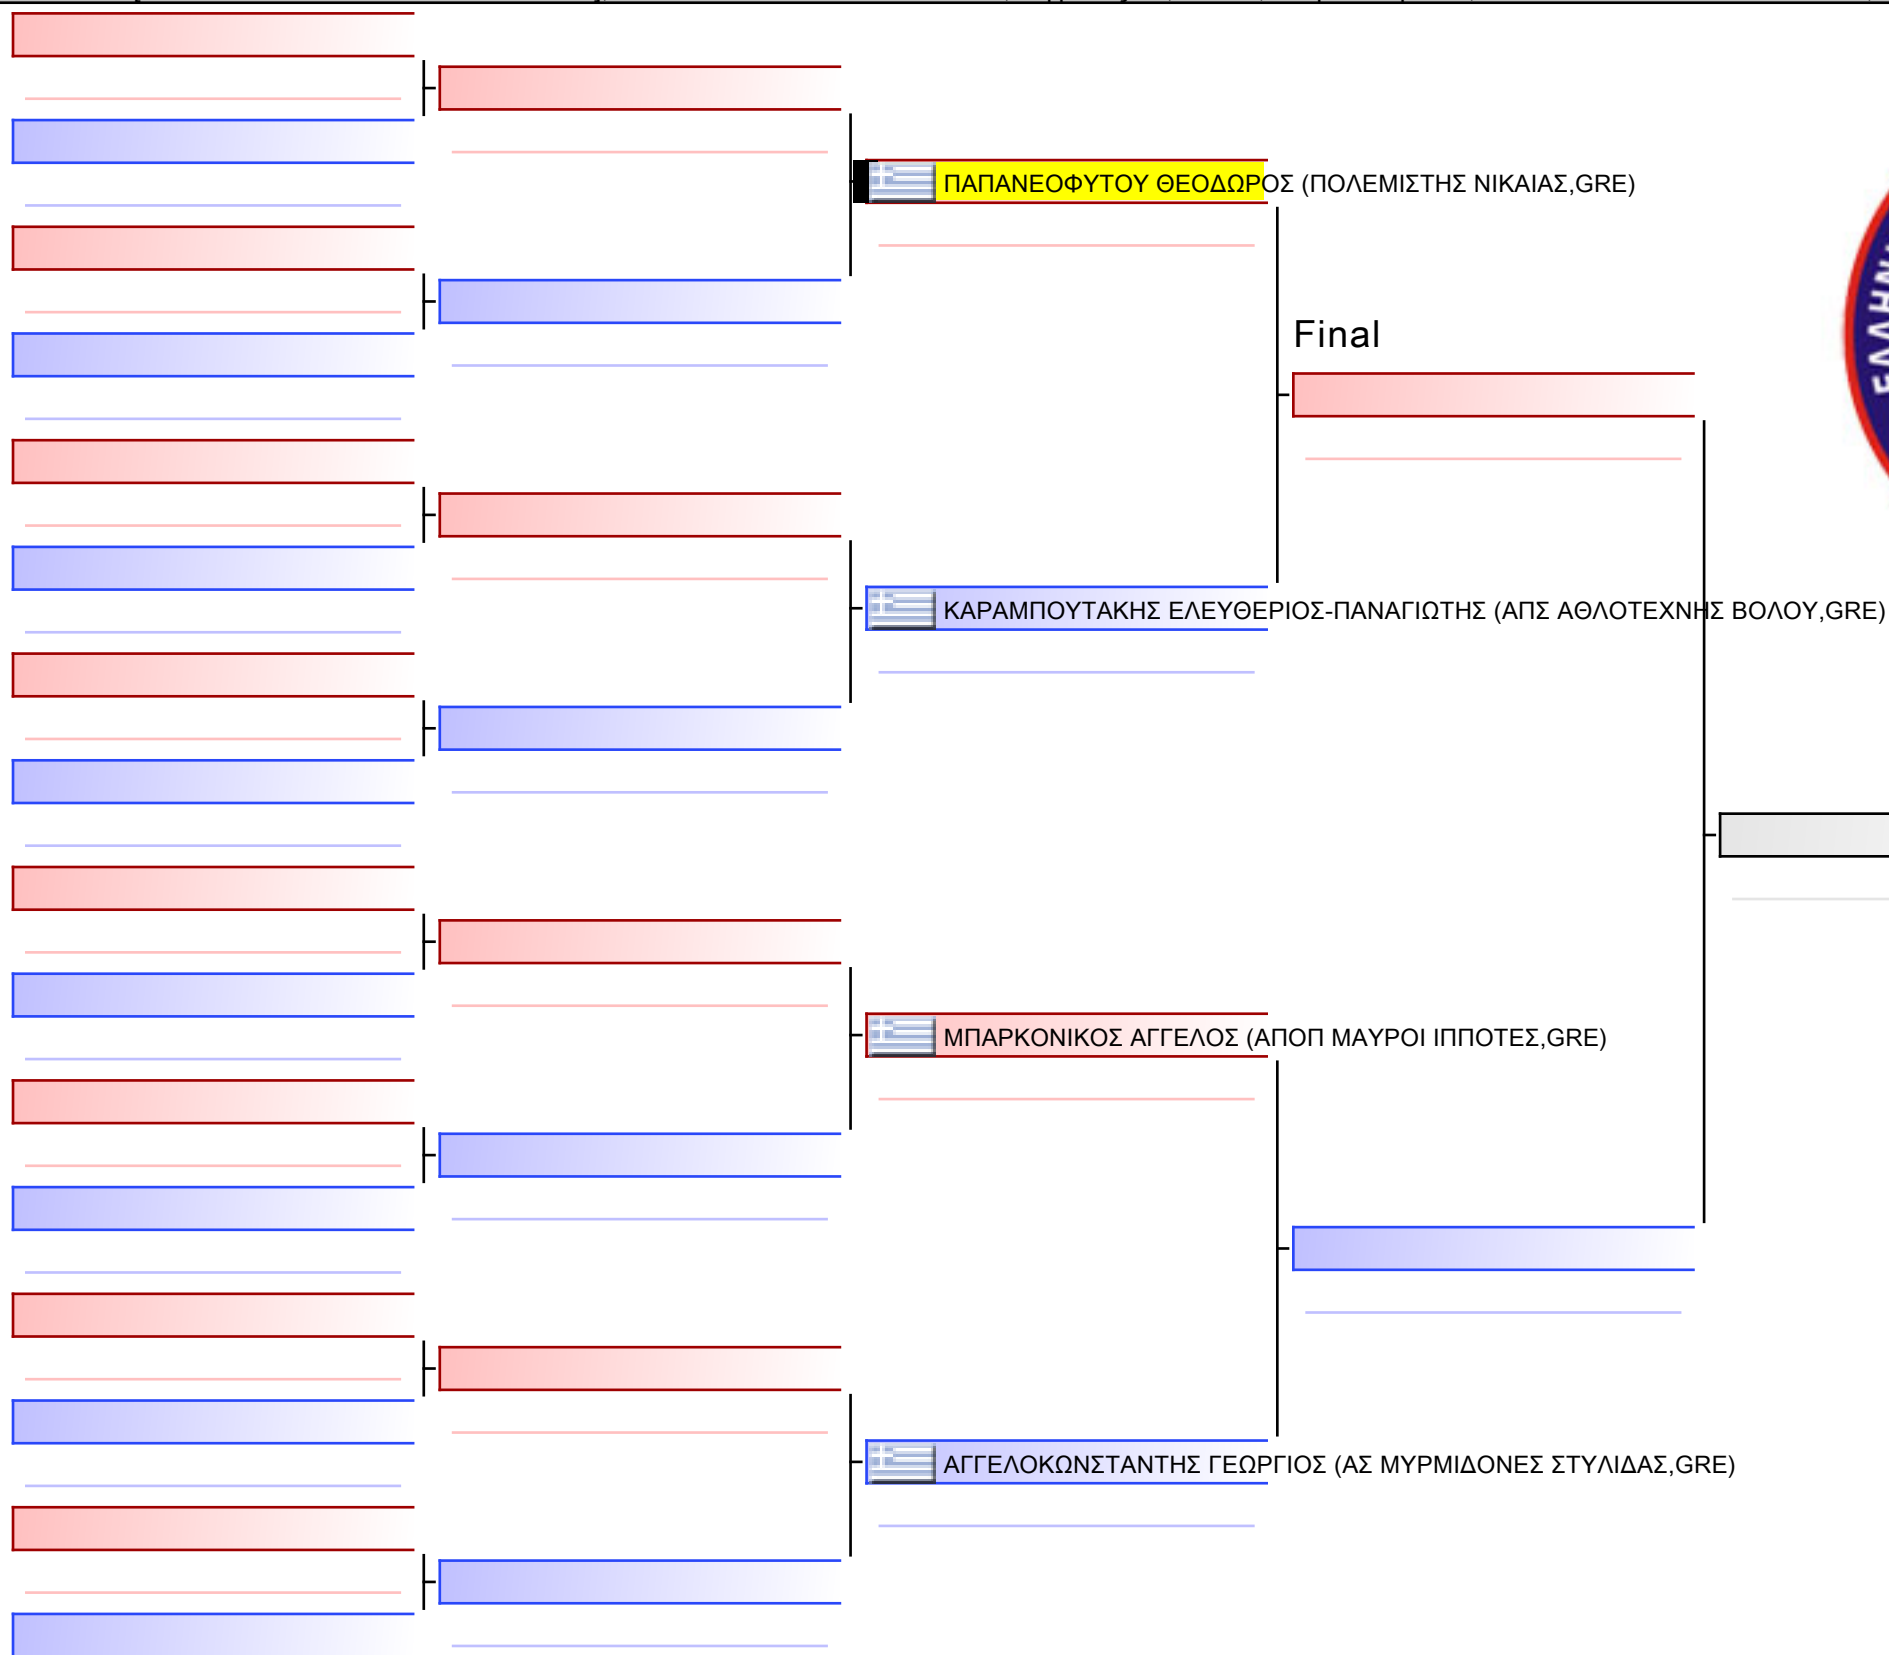 ΠΑΠΑΝΕΟΦΥΤΟΥ ΘΕΟΔΩΡΟΣ (ΠΟΛΕΜΙΣΤΗΣ ΝΙΚΑΙΑΣ,GRE)
Final
ΚΑΡΑΜΠΟΥΤΑΚΗΣ ΕΛΕΥΘΕΡΙΟΣ-ΠΑΝΑΓΙΩΤΗΣ (ΑΠΣ ΑΘΛΟΤΕΧΝΗΣ ΒΟΛΟΥ,GRE)
ΜΠΑΡΚΟΝΙΚΟΣ ΑΓΓΕΛΟΣ (ΑΠΟΠ ΜΑΥΡΟΙ ΙΠΠΟΤΕΣ,GRE)
ΑΓΓΕΛΟΚΩΝΣΤΑΝΤΗΣ ΓΕΩΡΓΙΟΣ (ΑΣ ΜΥΡΜΙΔΟΝΕΣ ΣΤΥΛΙΔΑΣ,GRE)